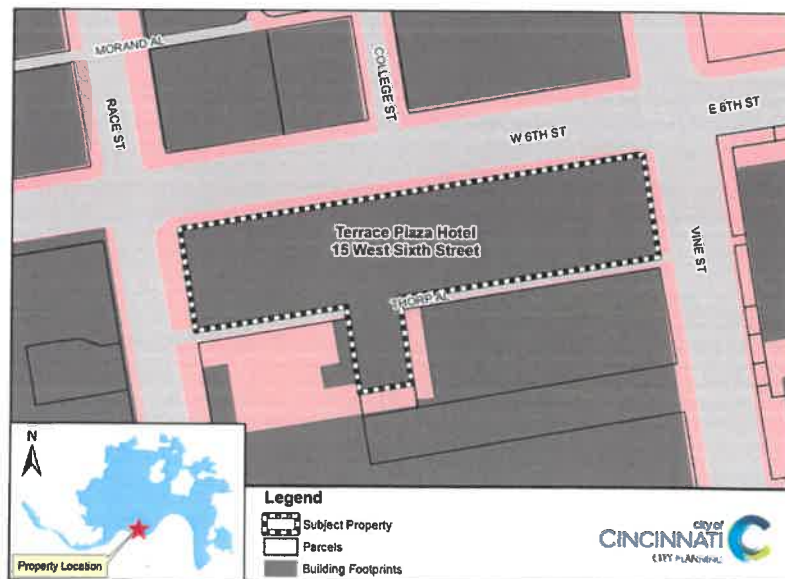 MORAND AL
RACE ST
COLLEGE ST
W 6TH ST
E 6TH ST
Terrace Plaza Hotel
15 West Sixth Street
VINE ST
THORP AL
N
Property Location
Legend
Subject Property
Parcels
Building Footprints
city of
CINCINNATI
CITY PLANNING